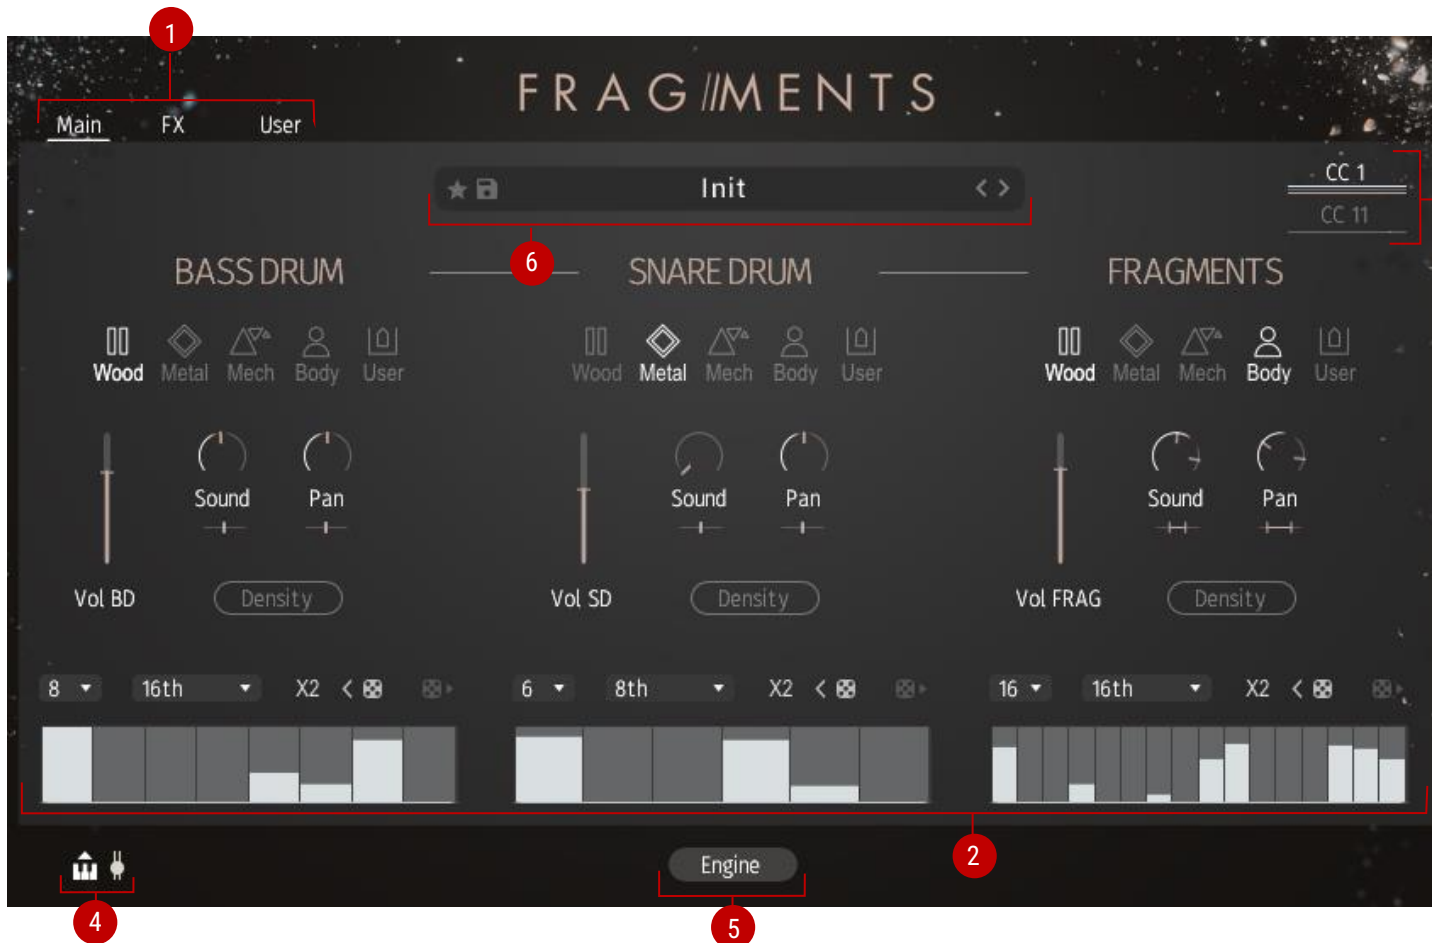 1
FRAG//MENTS
Main FX User
Init
CC 1
CC 11
6
BASS DRUM SNARE DRUM FRAGMENTS
Wood Metal Mech Body User Wood Metal Mech Body User Wood Metal Mech Body User
Sound Pan Sound Pan Sound Pan
Vol BD Density Vol SD Density Vol FRAG Density
8 16th X2 6 8th X2 16 16th X2
2
Engine
4
5